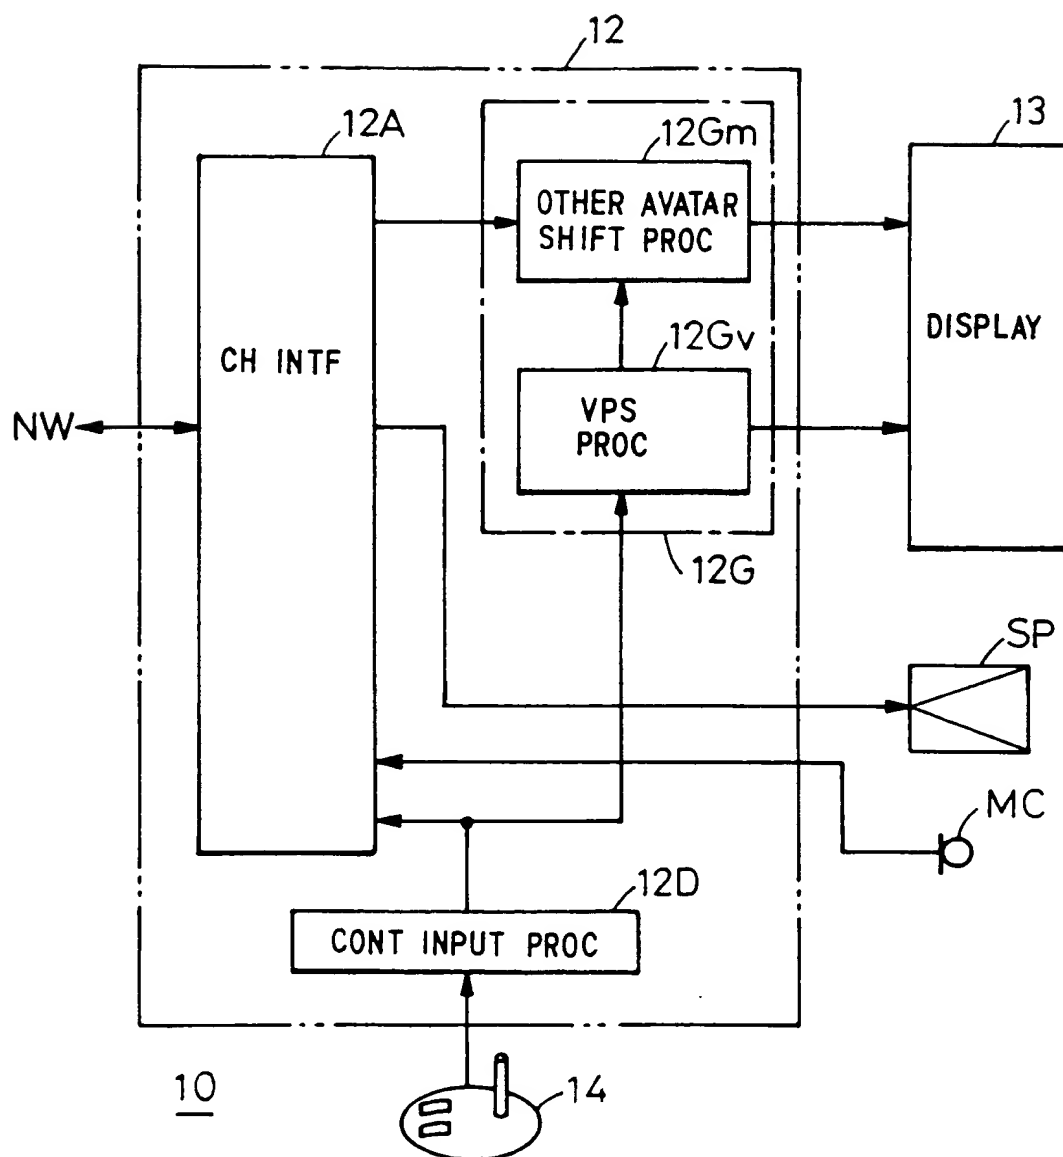 12
12A
12Gm
13
OTHER AVATAR
SHIFT PROC
CH INTF
12Gv
DISPLAY
VPS
PROC
NW
12G
SP
MC
12D
CONT INPUT PROC
10
14